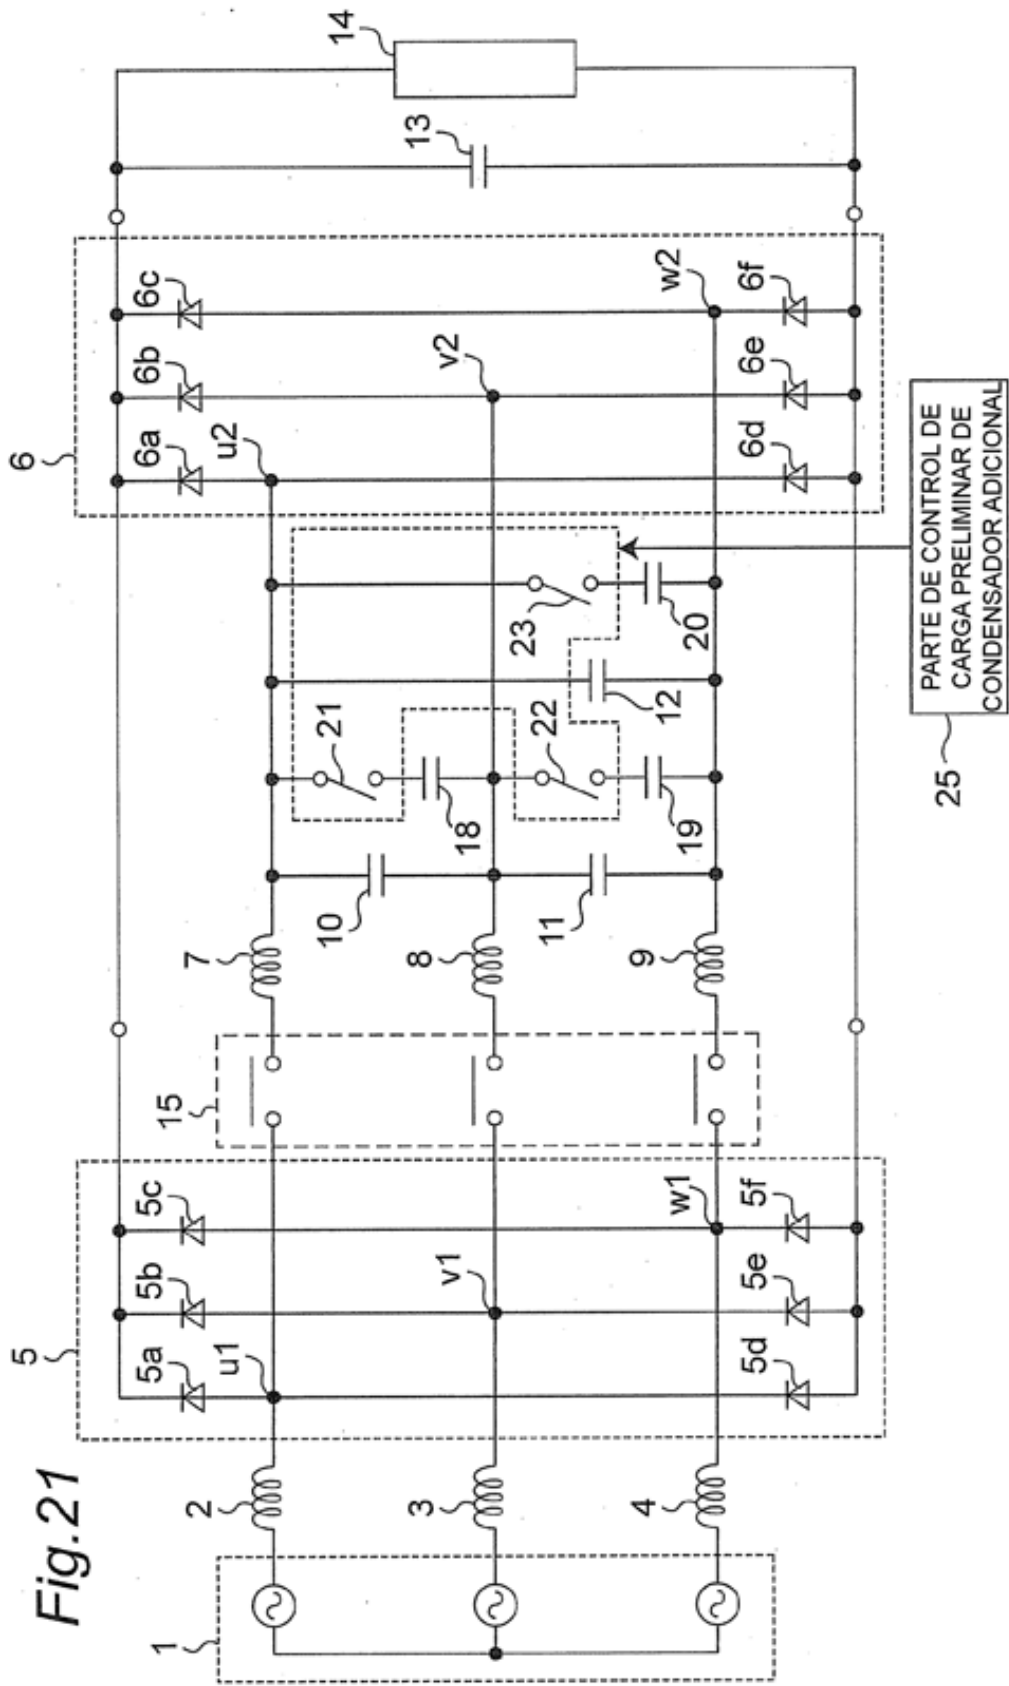 Fig.21
1
2
3
4
5
5a
5b
5c
u1
v1
w1
5d
5e
5f
15
7
8
9
10
11
21
18
22
19
12
23
20
6
6a
6b
6c
u2
v2
w2
6d
6e
6f
13
14
25
PARTE DE CONTROL DE
CARGA PRELIMINAR DE
CONDENSADOR ADICIONAL